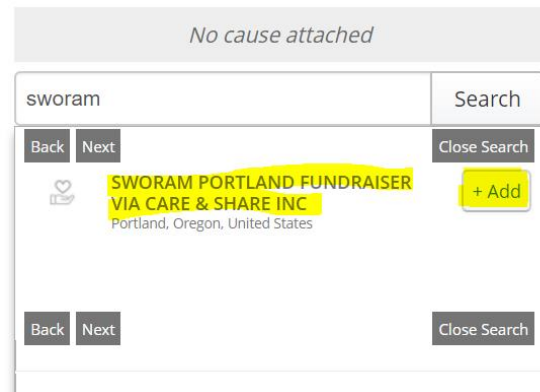 No cause attached
sworam Search
Back Next Close Search
SWORAM PORTLAND FUNDRAISER + Add
VIA CARE & SHARE INC
Portland, Oregon, United States
Back Next Close Search